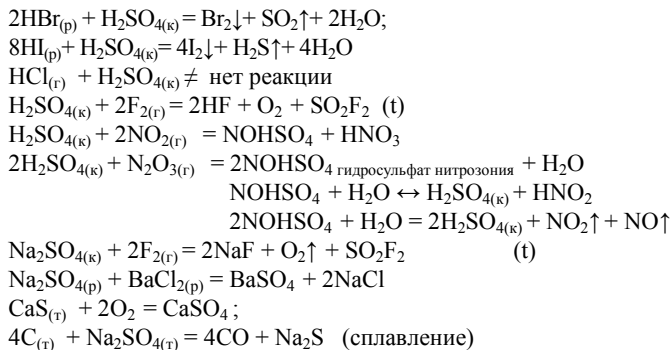 2HBr(р) + H₂SO₄(к) = Br₂↓+ SO₂↑+ 2H₂O;
8HI(р)+ H₂SO₄(к)= 4I₂↓+ H₂S↑+ 4H₂O
HCl(г) + H₂SO₄(к) ≠ нет реакции
H₂SO₄(к) + 2F₂(г) = 2HF + O₂ + SO₂F₂ (t)
H₂SO₄(к) + 2NO₂(г) = NOHSO₄ + HNO₃
2H₂SO₄(к) + N₂O₃(г) = 2NOHSO₄ гидросульфат нитрозония + H₂O
NOHSO₄ + H₂O ↔ H₂SO₄(к) + HNO₂
2NOHSO₄ + H₂O = 2H₂SO₄(к) + NO₂↑ + NO↑
Na₂SO₄(к) + 2F₂(г) = 2NaF + O₂↑ + SO₂F₂ (t)
Na₂SO₄(р) + BaCl₂(р) = BaSO₄ + 2NaCl
CaS(т) + 2O₂ = CaSO₄ ;
4C(т) + Na₂SO₄(т) = 4CO + Na₂S (сплавление)